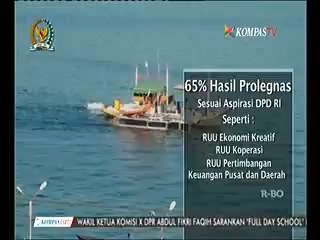 KOMPASTV
65% Hasil Prolegnas
Sesuai Aspirasi DPD RI
Seperti :
RUU Ekonomi Kreatif
RUU Koperasi
RUU Pertimbangan
Keuangan Pusat dan Daerah
R-BO
WAKIL KETUA KOMISI X DPR ABDUL FIKRI FAQIH SARANKAN "FULL DAY SCHOOL"